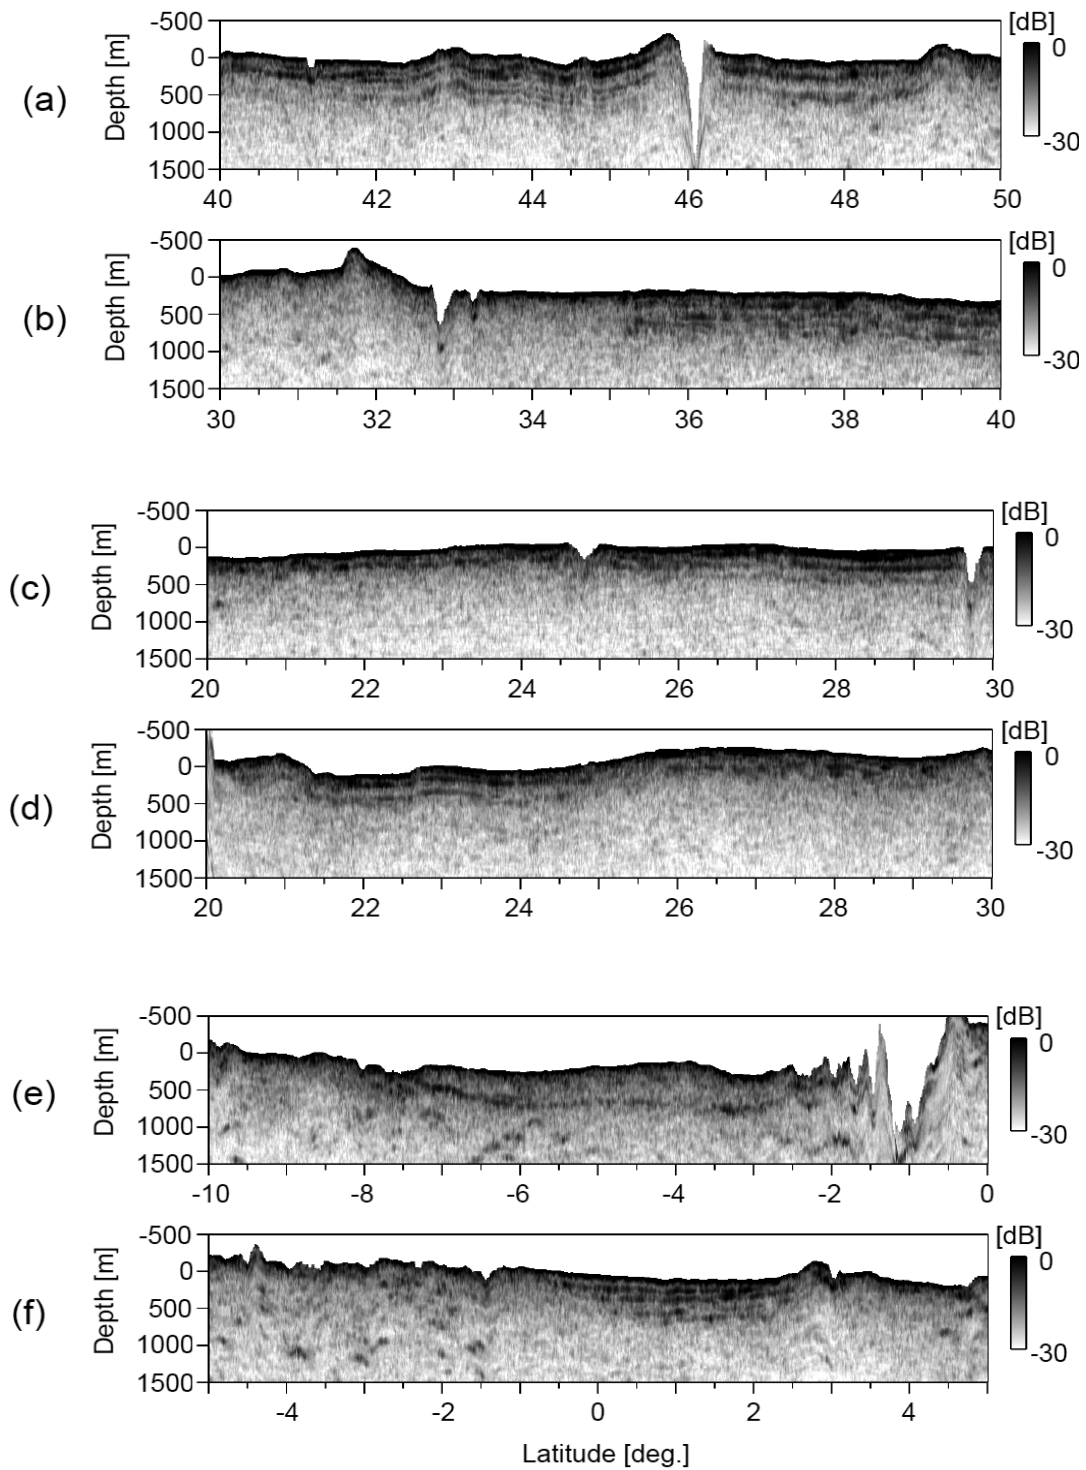 (a)
Depth [m]
-500
0
500
1000
1500
40 42 44 46 48 50
[dB]
0
-30
(b)
Depth [m]
-500
0
500
1000
1500
30 32 34 36 38 40
[dB]
0
-30
(c)
Depth [m]
-500
0
500
1000
1500
20 22 24 26 28 30
[dB]
0
-30
(d)
Depth [m]
-500
0
500
1000
1500
20 22 24 26 28 30
[dB]
0
-30
(e)
Depth [m]
-500
0
500
1000
1500
-10 -8 -6 -4 -2 0
[dB]
0
-30
(f)
Depth [m]
-500
0
500
1000
1500
-4 -2 0 2 4
[dB]
0
-30
Latitude [deg.]